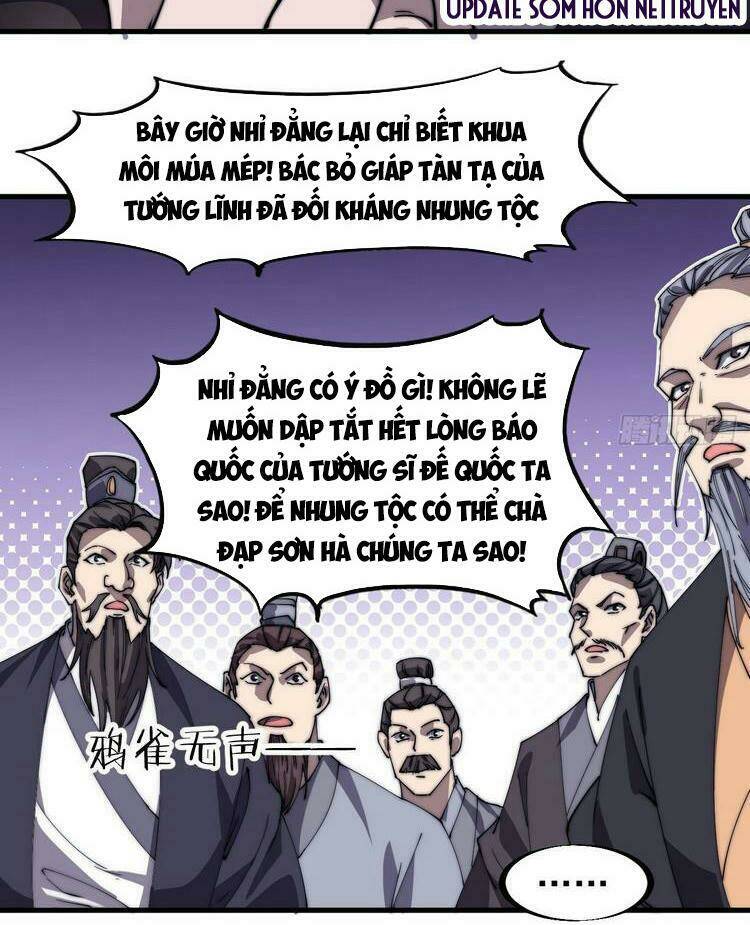 UPDATE SỚM HƠN NETTRUYEN
BÂY GIỜ NHỈ ĐẲNG LẠI CHỈ BIẾT KHUA
MÔI MÚA MÉP! BÁC BỎ GIÁP TÀN TẠ CỦA
TƯỚNG LĨNH ĐÃ ĐỐI KHÁNG NHUNG TỘC
NHỈ ĐẲNG CÓ Ý ĐỒ GÌ! KHÔNG LẼ
MUỐN DẬP TẮT HẾT LÒNG BÁO
QUỐC CỦA TƯỚNG SĨ ĐẾ QUỐC TA
SAO! ĐỂ NHUNG TỘC CÓ THỂ CHÀ
ĐẠP SƠN HÀ CHÚNG TA SAO!
鸦雀无声——
......